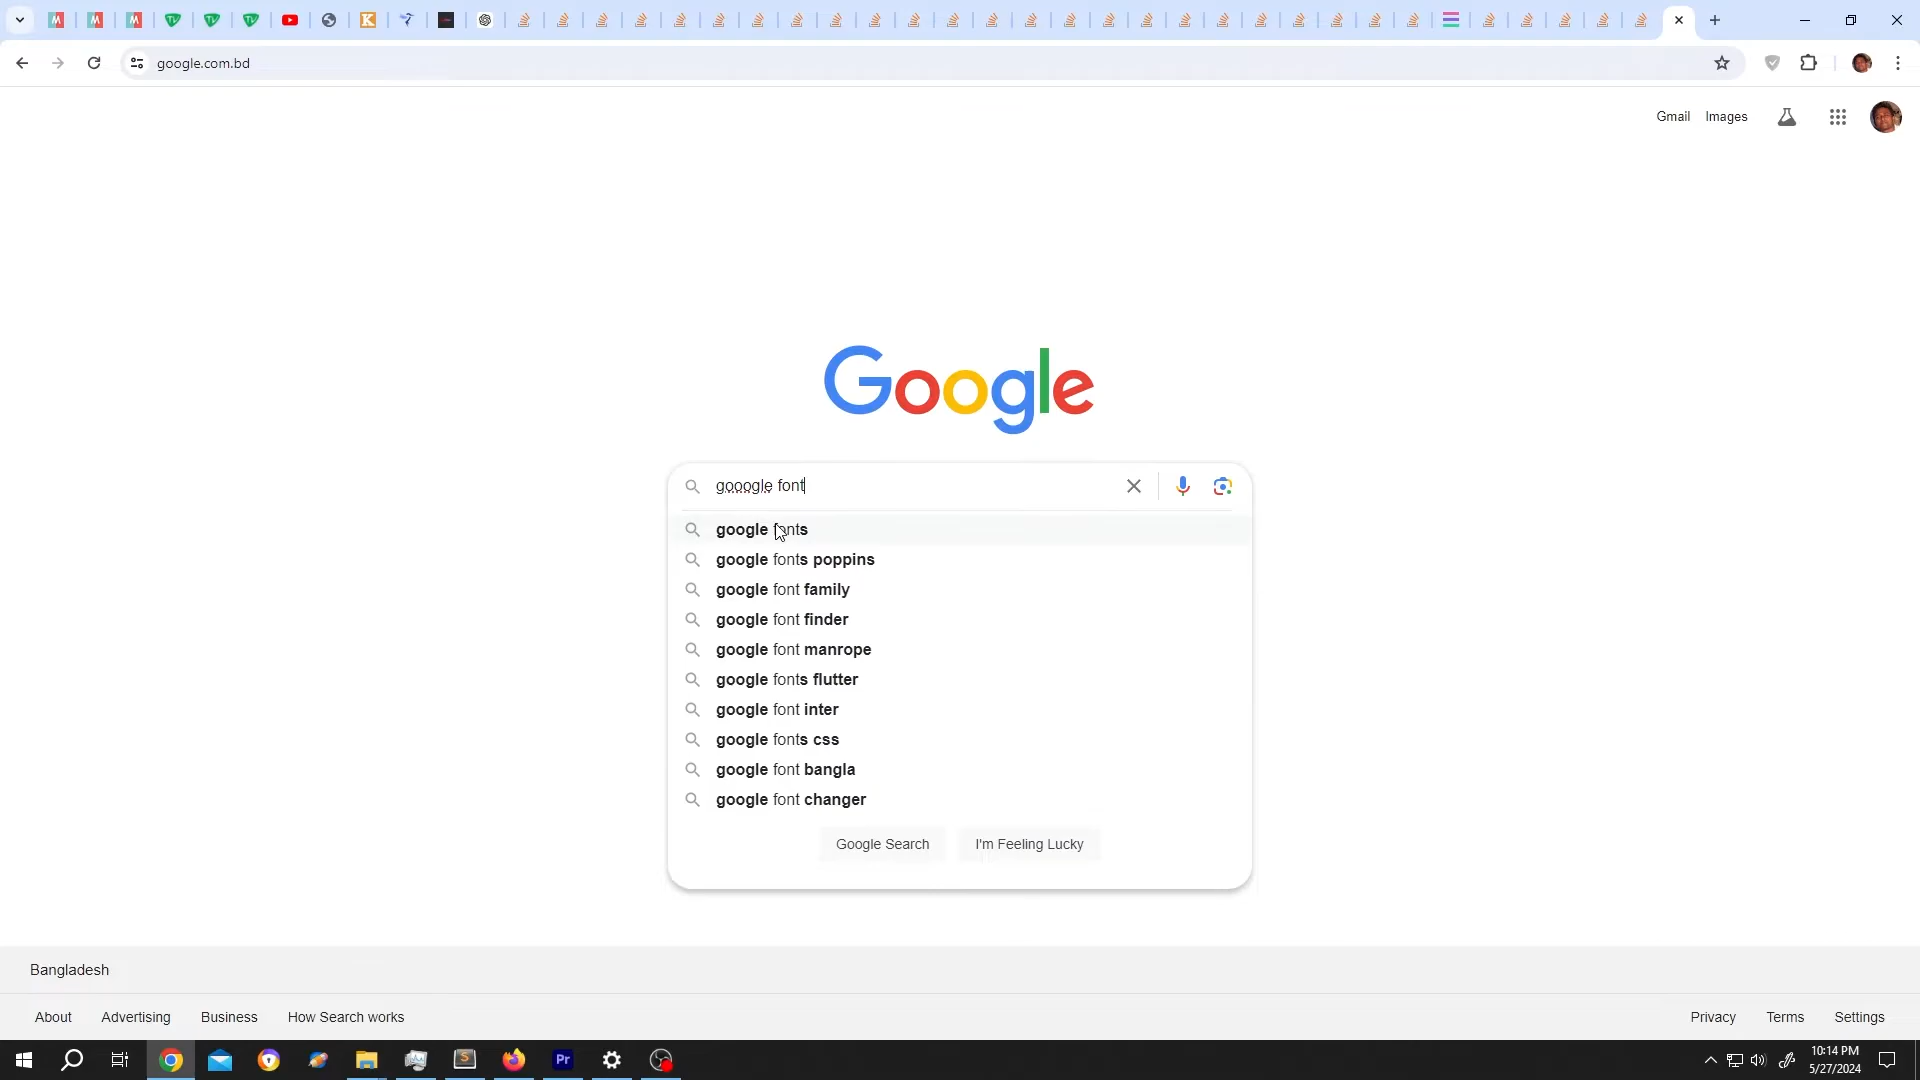 google.com.bd
Gmail Images
Google
gooogle font
google fonts
google fonts poppins
google font family
google font finder
google font manrope
google fonts flutter
google font inter
google fonts css
google font bangla
google font changer
Google Search I'm Feeling Lucky
Bangladesh
About Advertising Business How Search works Privacy Terms Settings
Pr
10:14 PM
5/27/2024